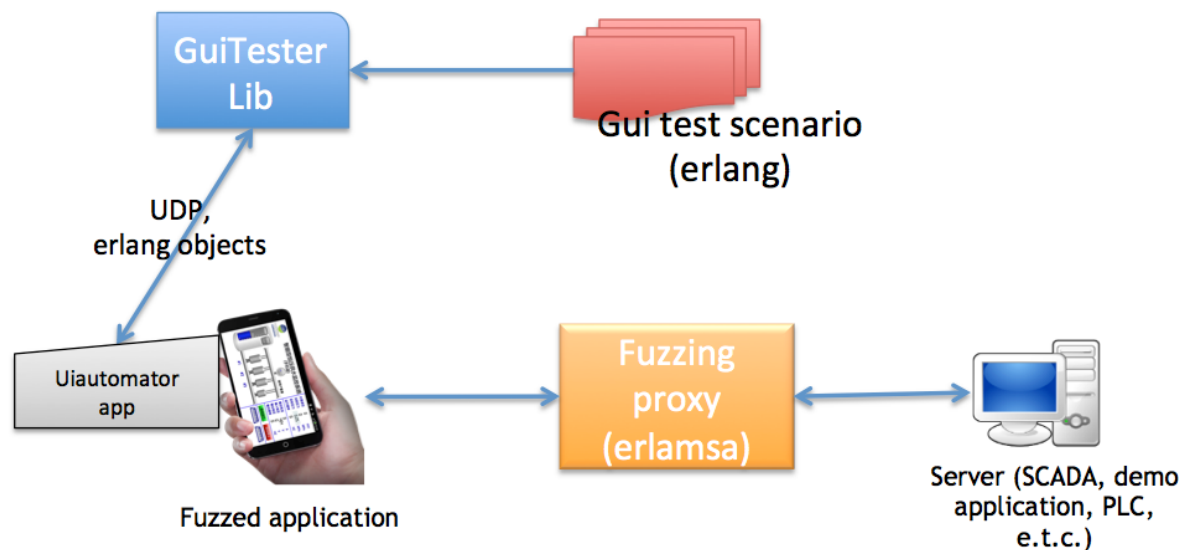 GuiTester
Lib
Gui test scenario
(erlang)
UDP,
erlang objects
Uiautomator
app
Fuzzing
proxy
(erlamsa)
Fuzzed application
Server (SCADA, demo
application, PLC,
e.t.c.)